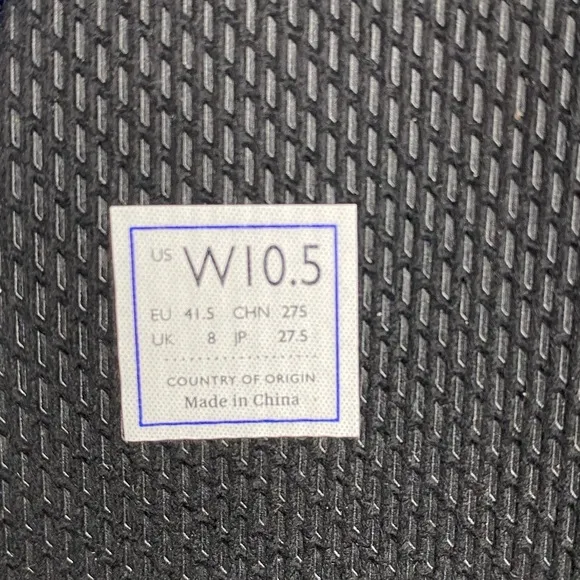 US W10.5
EU 41.5 CHN 275
UK 8 JP 27.5
COUNTRY OF ORIGIN
Made in China